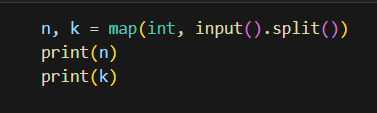 n, k = map(int, input().split())
print(n)
print(k)